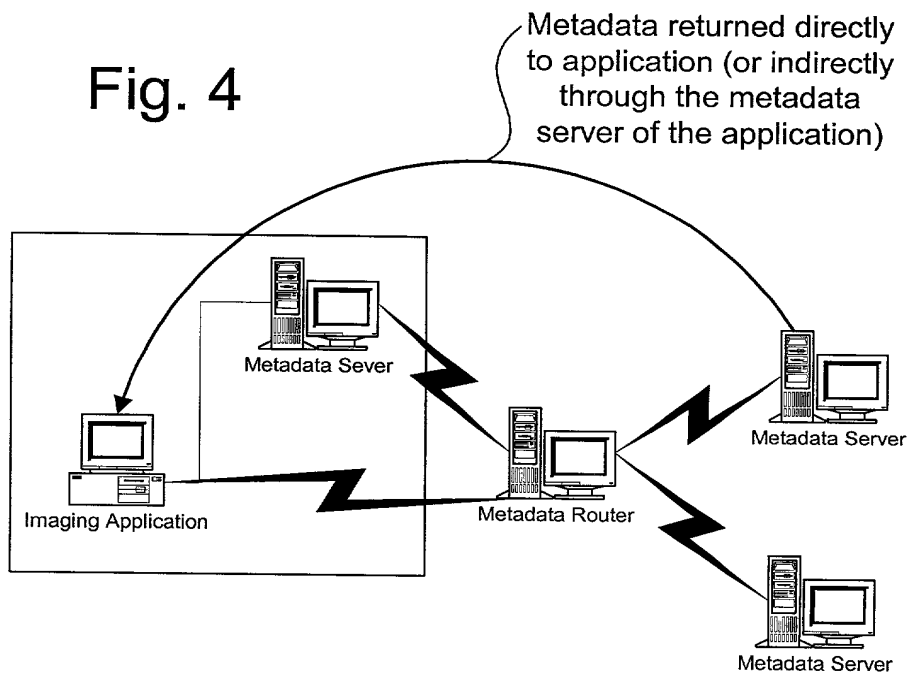 Fig. 4
Metadata returned directly
to application (or indirectly
through the metadata
server of the application)
Metadata Sever
Metadata Server
Imaging Application
Metadata Router
Metadata Server